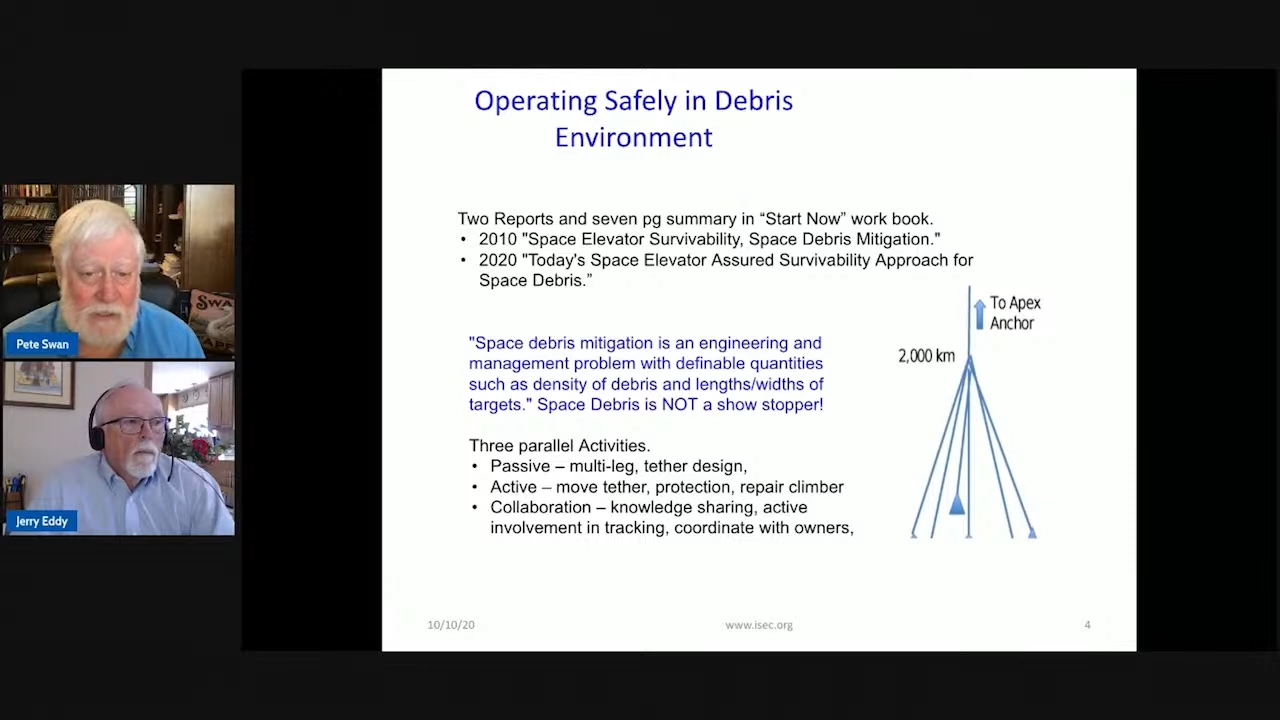 Operating Safely in Debris
Environment
Two Reports and seven pg summary in “Start Now” work book.
• 2010 "Space Elevator Survivability, Space Debris Mitigation."
• 2020 "Today's Space Elevator Assured Survivability Approach for
Space Debris.”
To Apex
Anchor
2,000 km
"Space debris mitigation is an engineering and
management problem with definable quantities
such as density of debris and lengths/widths of
targets." Space Debris is NOT a show stopper!
Three parallel Activities.
• Passive – multi-leg, tether design,
• Active – move tether, protection, repair climber
• Collaboration – knowledge sharing, active
involvement in tracking, coordinate with owners,
10/10/20
www.isec.org
4
Pete Swan
Jerry Eddy